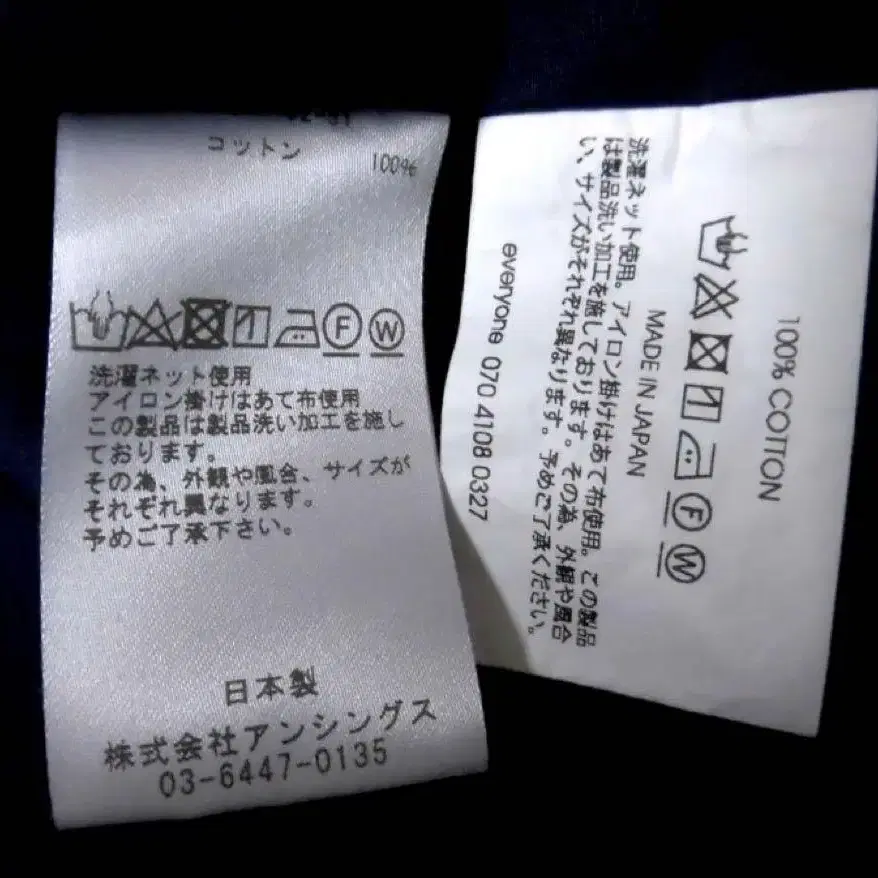 コットン
100%
洗濯ネット使用
アイロン掛けはあて布使用
この製品は製品洗い加工を施し
ております。
その為、外観や風合、サイズが
それぞれ異なります。
予めご了承下さい。
日本製
株式会社アンシングス
03-6447-0135
100% COTTON
F
W
MADE IN JAPAN
洗濯ネット使用。アイロン掛けはあて布使用。この製品
は製品洗い加工を施しております。その為、外観や風合
い、サイズがそれぞれ異なります。予めご了承ください。
everyone 070 4108 0327
F
W